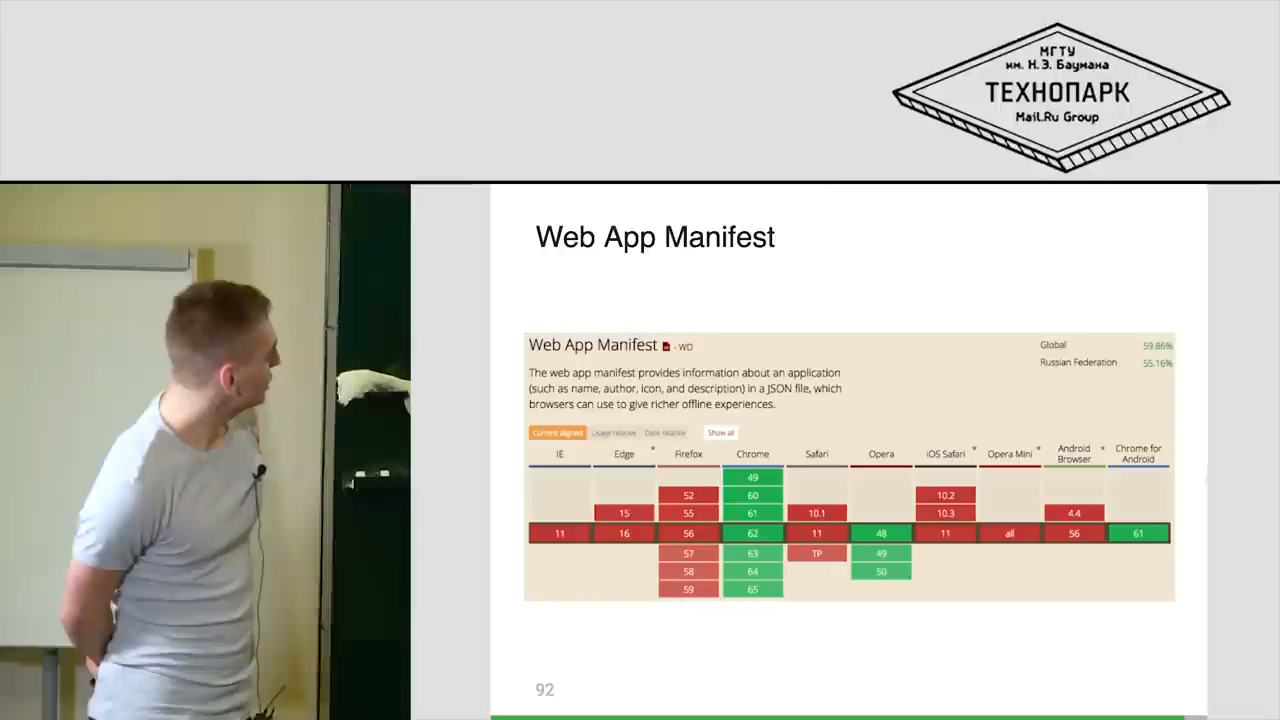 МГТУ
им. Н.Э. Баумана
ТЕХНОПАРК
Mail.Ru Group
Web App Manifest
Web App Manifest - WD
Global 59.86%
Russian Federation 55.16%
The web app manifest provides information about an application
(such as name, author, icon, and description) in a JSON file, which
browsers can use to give richer offline experiences.
Current aligned Usage relative Date relative Show all
IE Edge * Firefox Chrome Safari Opera iOS Safari * Opera Mini * Android Browser * Chrome for Android
49
52 60 10.2
15 55 61 10.1 10.3 4.4
11 16 56 62 11 48 11 all 56 61
57 63 TP 49
58 64 50
59 65
92